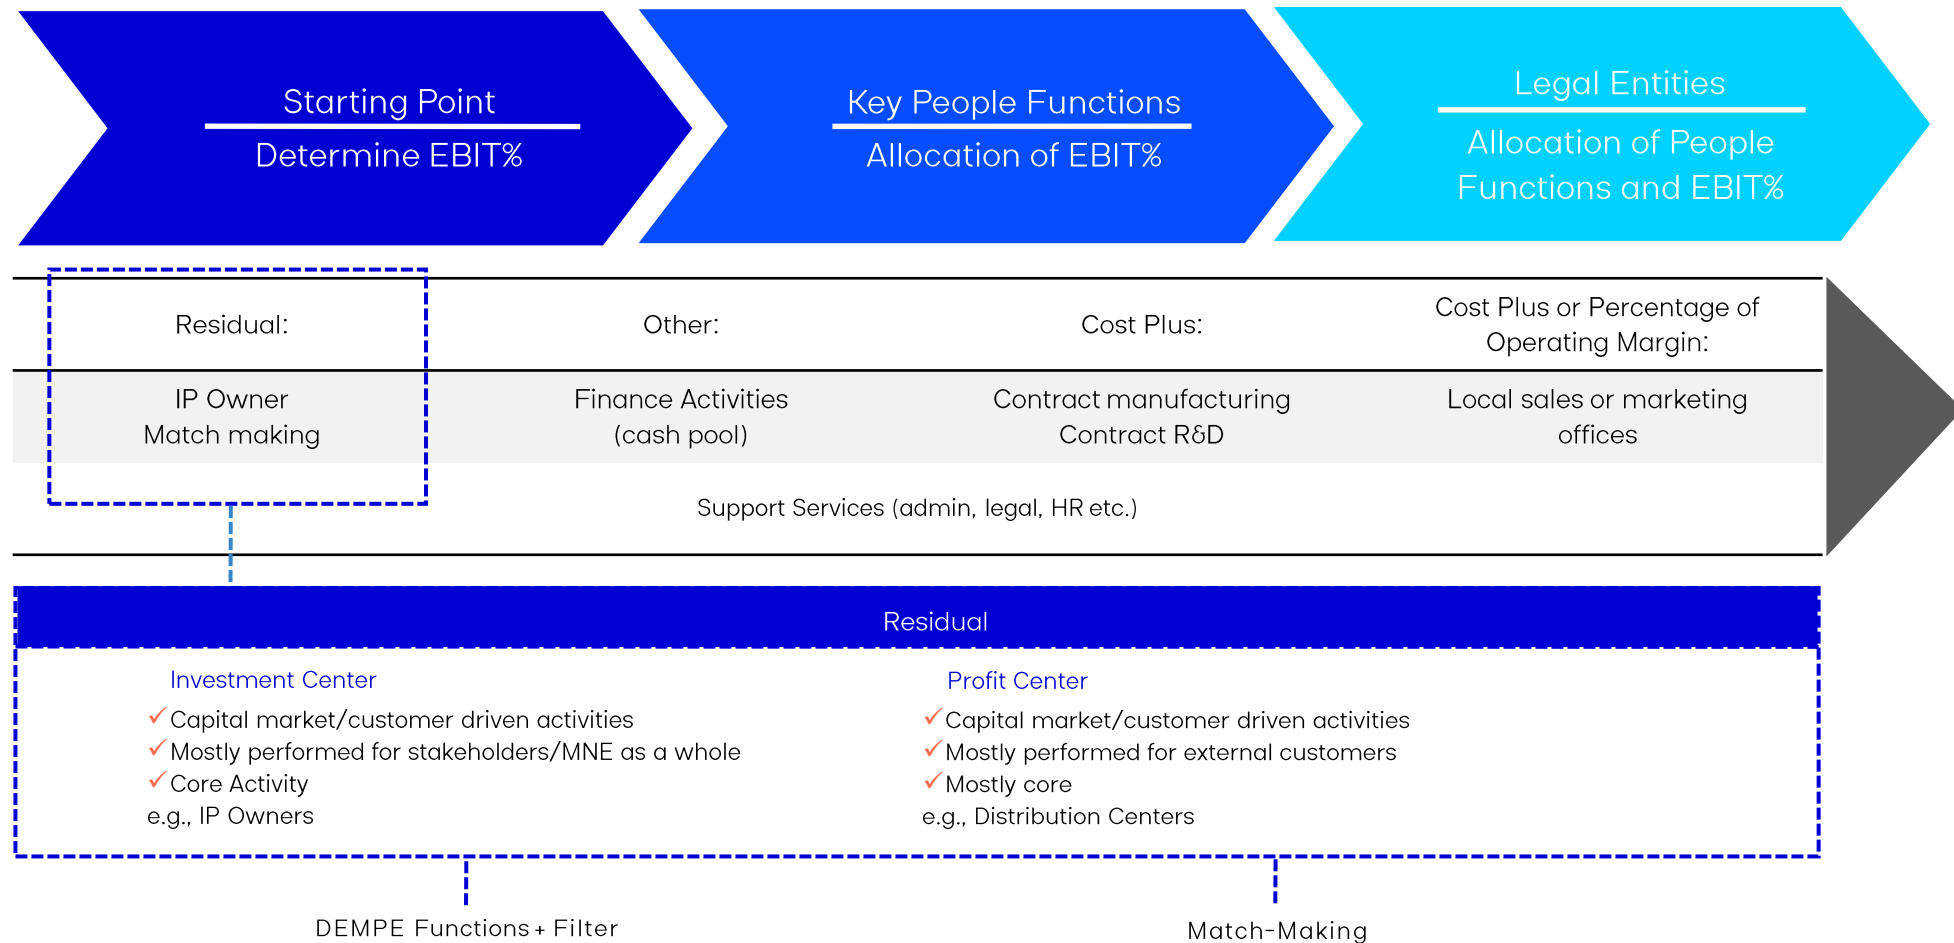 Starting Point
Determine EBIT%
Key People Functions
Allocation of EBIT%
Legal Entities
Allocation of People
Functions and EBIT%
Residual:
Other:
Cost Plus:
Cost Plus or Percentage of
Operating Margin:
IP Owner
Match making
Finance Activities
(cash pool)
Contract manufacturing
Contract R&D
Local sales or marketing
offices
Support Services (admin, legal, HR etc.)
Residual
Investment Center
✓Capital market/customer driven activities
✓Mostly performed for stakeholders/MNE as a whole
✓Core Activity
e.g., IP Owners
Profit Center
✓Capital market/customer driven activities
✓Mostly performed for external customers
✓Mostly core
e.g., Distribution Centers
DEMPE Functions + Filter
Match-Making